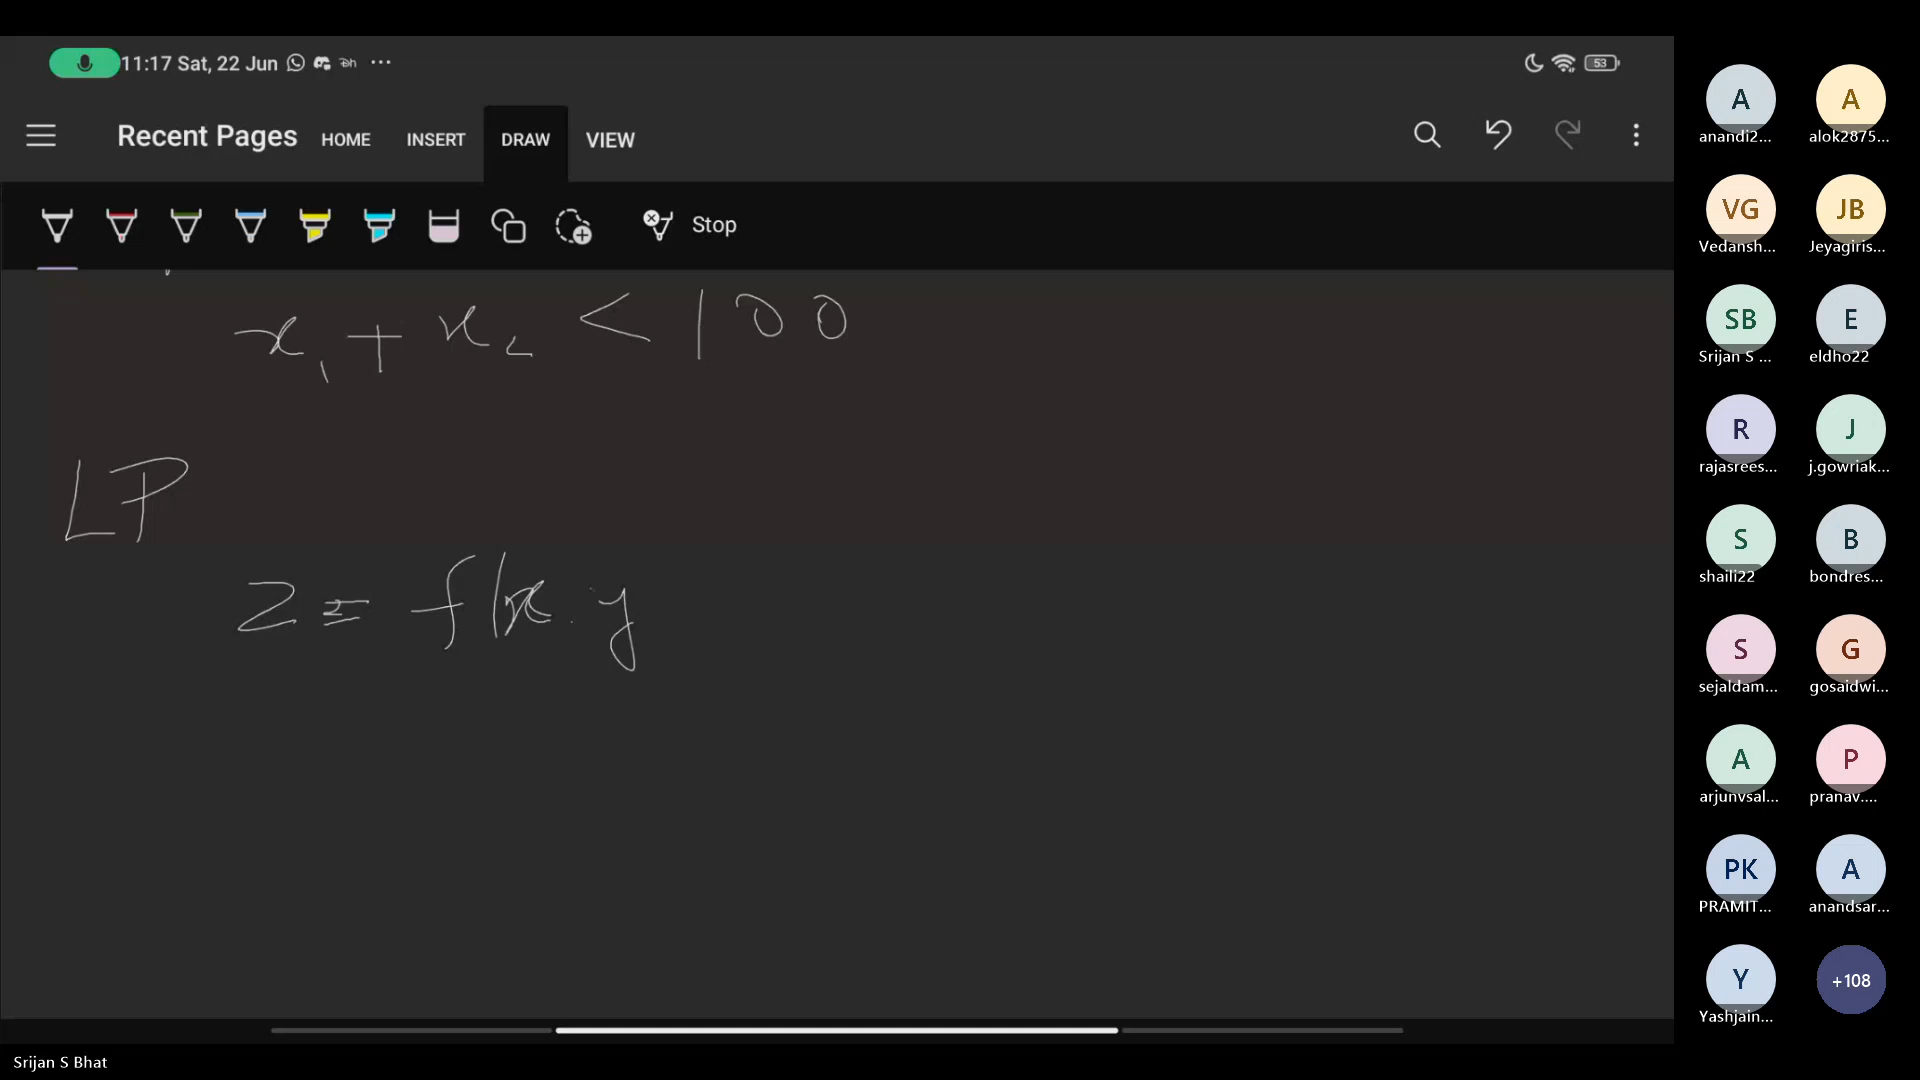 11:17 Sat, 22 Jun ...
53
Recent Pages HOME INSERT DRAW VIEW
Stop
x₁ + x₂ < 100
LP
z = f(x, y
A anandi2...
A alok2875...
VG Vedansh...
JB Jeyagiris...
SB Srijan S ...
E eldho22
R rajasrees...
J j.gowriak...
S shaili22
B bondres...
S sejaldam...
G gosaidwi...
A arjunvsal...
P pranav....
PK PRAMIT...
A anandsar...
Y Yashjain...
+108
Srijan S Bhat